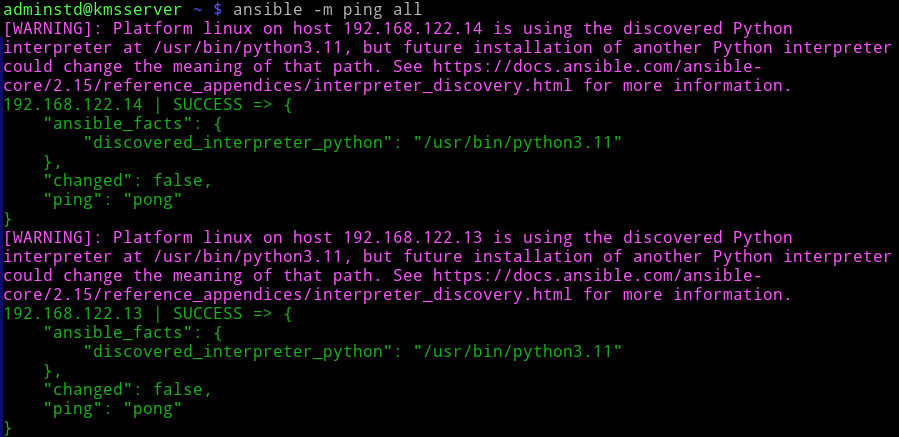 adminstd@kmsserver ~ $ ansible -m ping all
[WARNING]: Platform linux on host 192.168.122.14 is using the discovered Python
interpreter at /usr/bin/python3.11, but future installation of another Python interpreter
could change the meaning of that path. See https://docs.ansible.com/ansible-
core/2.15/reference_appendices/interpreter_discovery.html for more information.
192.168.122.14 | SUCCESS => {
    "ansible_facts": {
        "discovered_interpreter_python": "/usr/bin/python3.11"
    },
    "changed": false,
    "ping": "pong"
}
[WARNING]: Platform linux on host 192.168.122.13 is using the discovered Python
interpreter at /usr/bin/python3.11, but future installation of another Python interpreter
could change the meaning of that path. See https://docs.ansible.com/ansible-
core/2.15/reference_appendices/interpreter_discovery.html for more information.
192.168.122.13 | SUCCESS => {
    "ansible_facts": {
        "discovered_interpreter_python": "/usr/bin/python3.11"
    },
    "changed": false,
    "ping": "pong"
}